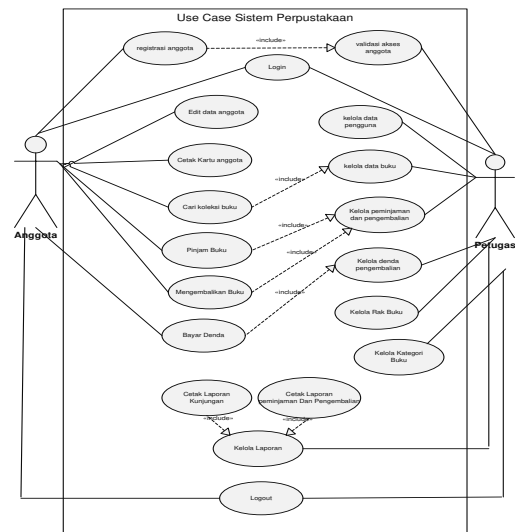 Use Case Sistem Perpustakaan
registrasi anggota
«include»
validasi akses
anggota
Login
Edit data anggota
kelola data
pengguna
Cetak Kartu anggota
kelola data buku
Cari koleksi buku
«include»
Kelola peminjaman
dan pengembalian
Anggota
Petugas
Pinjam Buku
«include»
«include»
Kelola denda
pengembalian
Mengembalikan Buku
«include»
Kelola Rak Buku
Bayar Denda
Kelola Kategori
Buku
Cetak Laporan
Kunjungan
Cetak Laporan
peminjaman Dan Pengembalian
«include»
«include»
Kelola Laporan
Logout